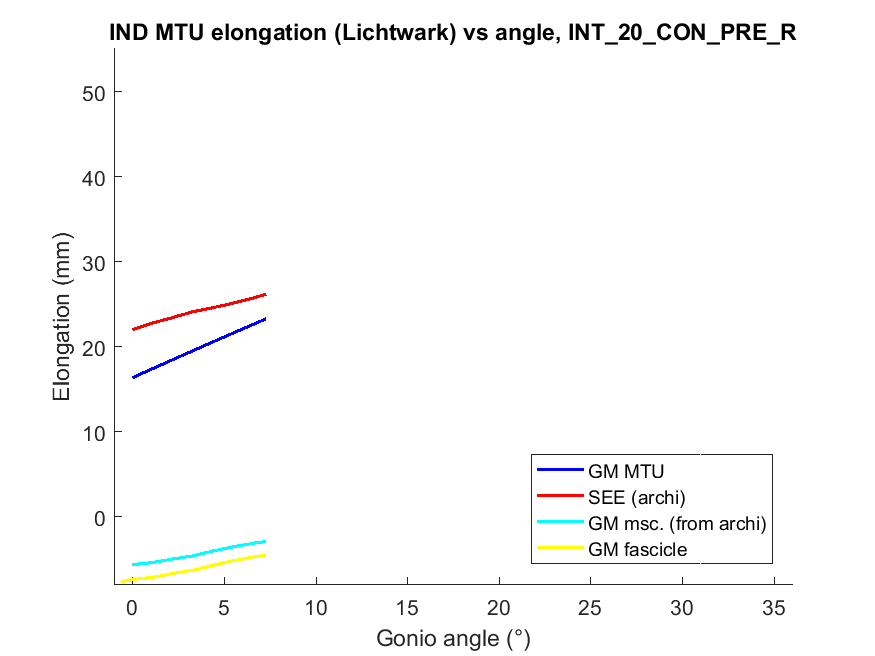 IND MTU elongation (Lichtwark) vs angle, INT_20_CON_PRE_R
50
40
30
20
10
0
Elongation (mm)
0 5 10 15 20 25 30 35
Gonio angle (°)
GM MTU
SEE (archi)
GM msc. (from archi)
GM fascicle